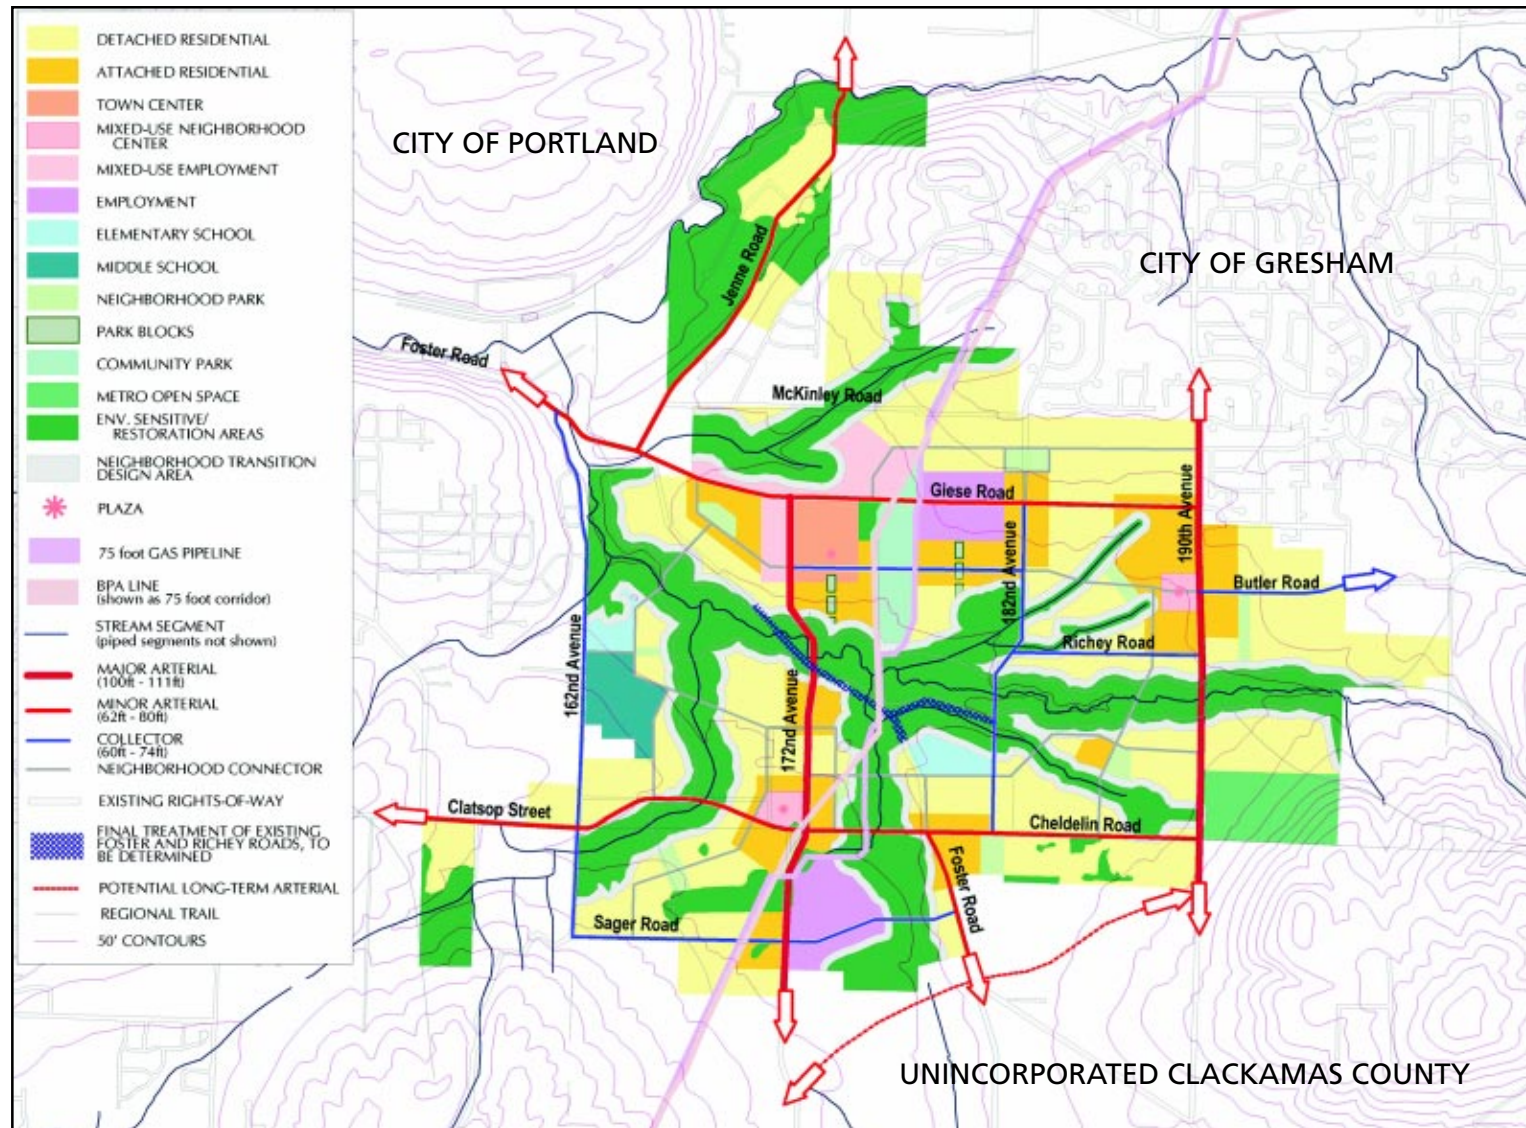 DETACHED RESIDENTIAL
ATTACHED RESIDENTIAL
TOWN CENTER
MIXED-USE NEIGHBORHOOD
CENTER
MIXED-USE EMPLOYMENT
EMPLOYMENT
ELEMENTARY SCHOOL
MIDDLE SCHOOL
NEIGHBORHOOD PARK
PARK BLOCKS
COMMUNITY PARK
METRO OPEN SPACE
ENV. SENSITIVE/
RESTORATION AREAS
NEIGHBORHOOD TRANSITION
DESIGN AREA
PLAZA
75 foot GAS PIPELINE
BPA LINE
(shown as 75 foot corridor)
STREAM SEGMENT
(piped segments not shown)
MAJOR ARTERIAL
(100ft - 111ft)
MINOR ARTERIAL
(62ft - 80ft)
COLLECTOR
(60ft - 74ft)
NEIGHBORHOOD CONNECTOR
EXISTING RIGHTS-OF-WAY
FINAL TREATMENT OF EXISTING
FOSTER AND RICHEY ROADS, TO
BE DETERMINED
POTENTIAL LONG-TERM ARTERIAL
REGIONAL TRAIL
50' CONTOURS
CITY OF PORTLAND
CITY OF GRESHAM
Jenne Road
Foster Road
McKinley Road
Giese Road
190th Avenue
182nd Avenue
Butler Road
Richey Road
162nd Avenue
172nd Avenue
Clatsop Street
Cheldelin Road
Foster Road
Sager Road
UNINCORPORATED CLACKAMAS COUNTY